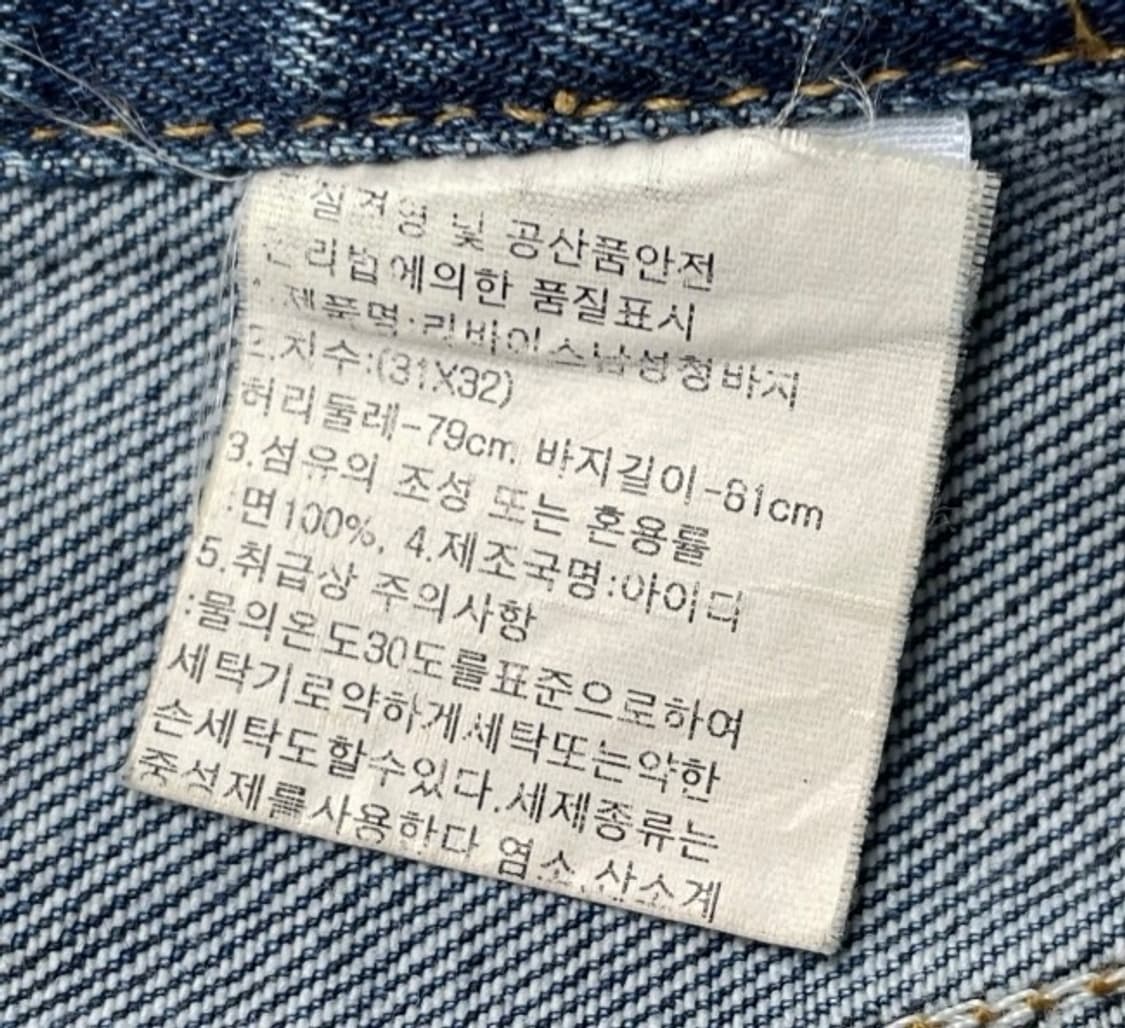 품질경영 및 공산품안전
관리법에의한 품질표시
1.제품명:리바이스남성청바지
2.치수:(31X32)
허리둘레-79cm. 바지길이-81cm
3.섬유의 조성 또는 혼용률
:면100%. 4.제조국명:아이티
5.취급상 주의사항
:물의온도30도를표준으로하여
세탁기로약하게세탁또는약한
손세탁도할수있다.세제종류는
중성제를사용하다 염소,산소계